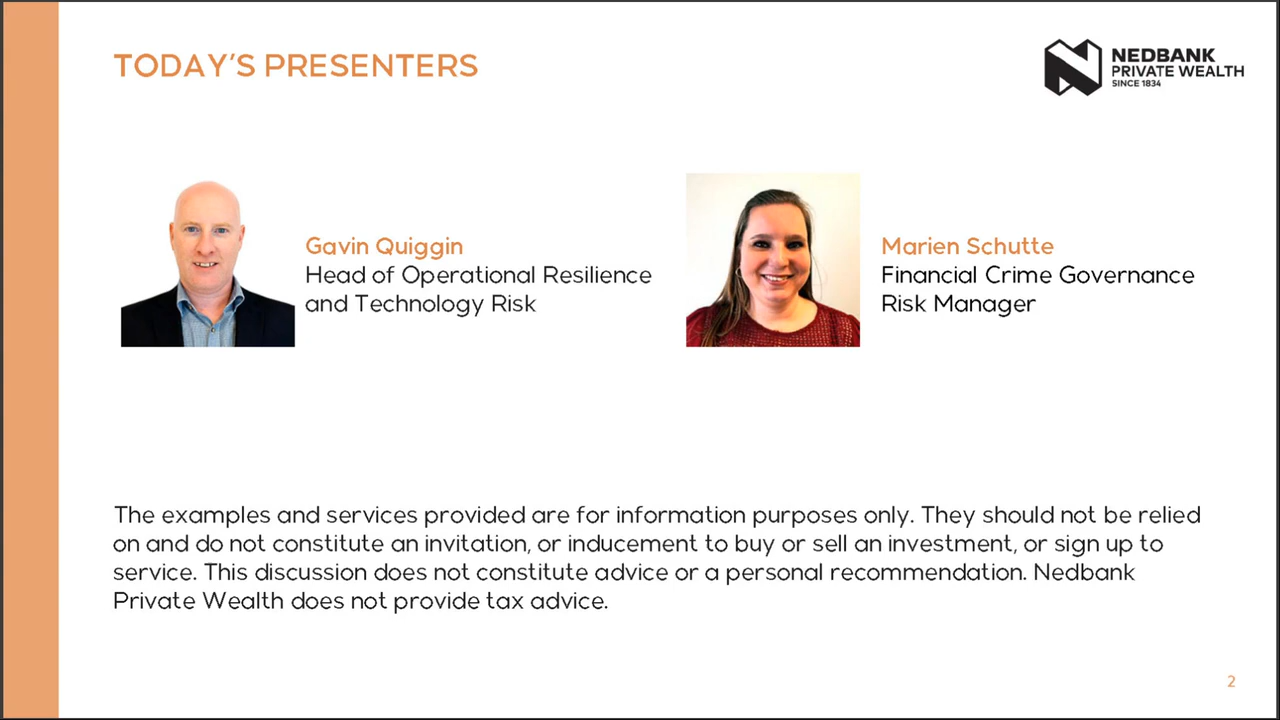 TODAY'S PRESENTERS
NEDBANK
PRIVATE WEALTH
SINCE 1834
Gavin Quiggin
Head of Operational Resilience
and Technology Risk
Marien Schutte
Financial Crime Governance
Risk Manager
The examples and services provided are for information purposes only. They should not be relied
on and do not constitute an invitation, or inducement to buy or sell an investment, or sign up to
service. This discussion does not constitute advice or a personal recommendation. Nedbank
Private Wealth does not provide tax advice.
2